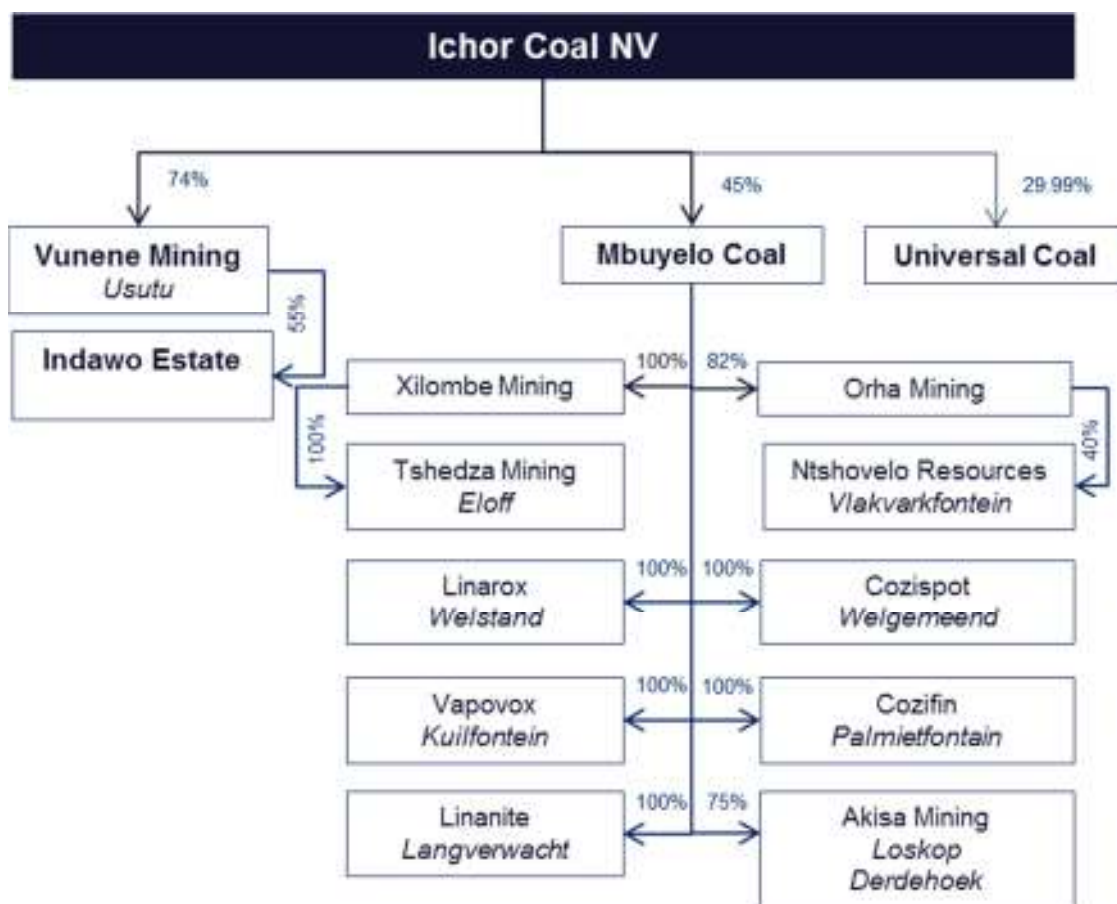 Ichor Coal NV
74%
45%
29.99%
Vunene Mining
Usutu
Mbuyelo Coal
Universal Coal
55%
Indawo Estate
100%
82%
Xilombe Mining
Orha Mining
100%
40%
Tshedza Mining
Eloff
Ntshovelo Resources
Vlakvarkfontein
100%
100%
Linarox
Welstand
Cozispot
Welgemeend
100%
100%
Vapovox
Kuilfontein
Cozifin
Palmietfontain
100%
75%
Linanite
Langverwacht
Akisa Mining
Loskop
Derdehoek